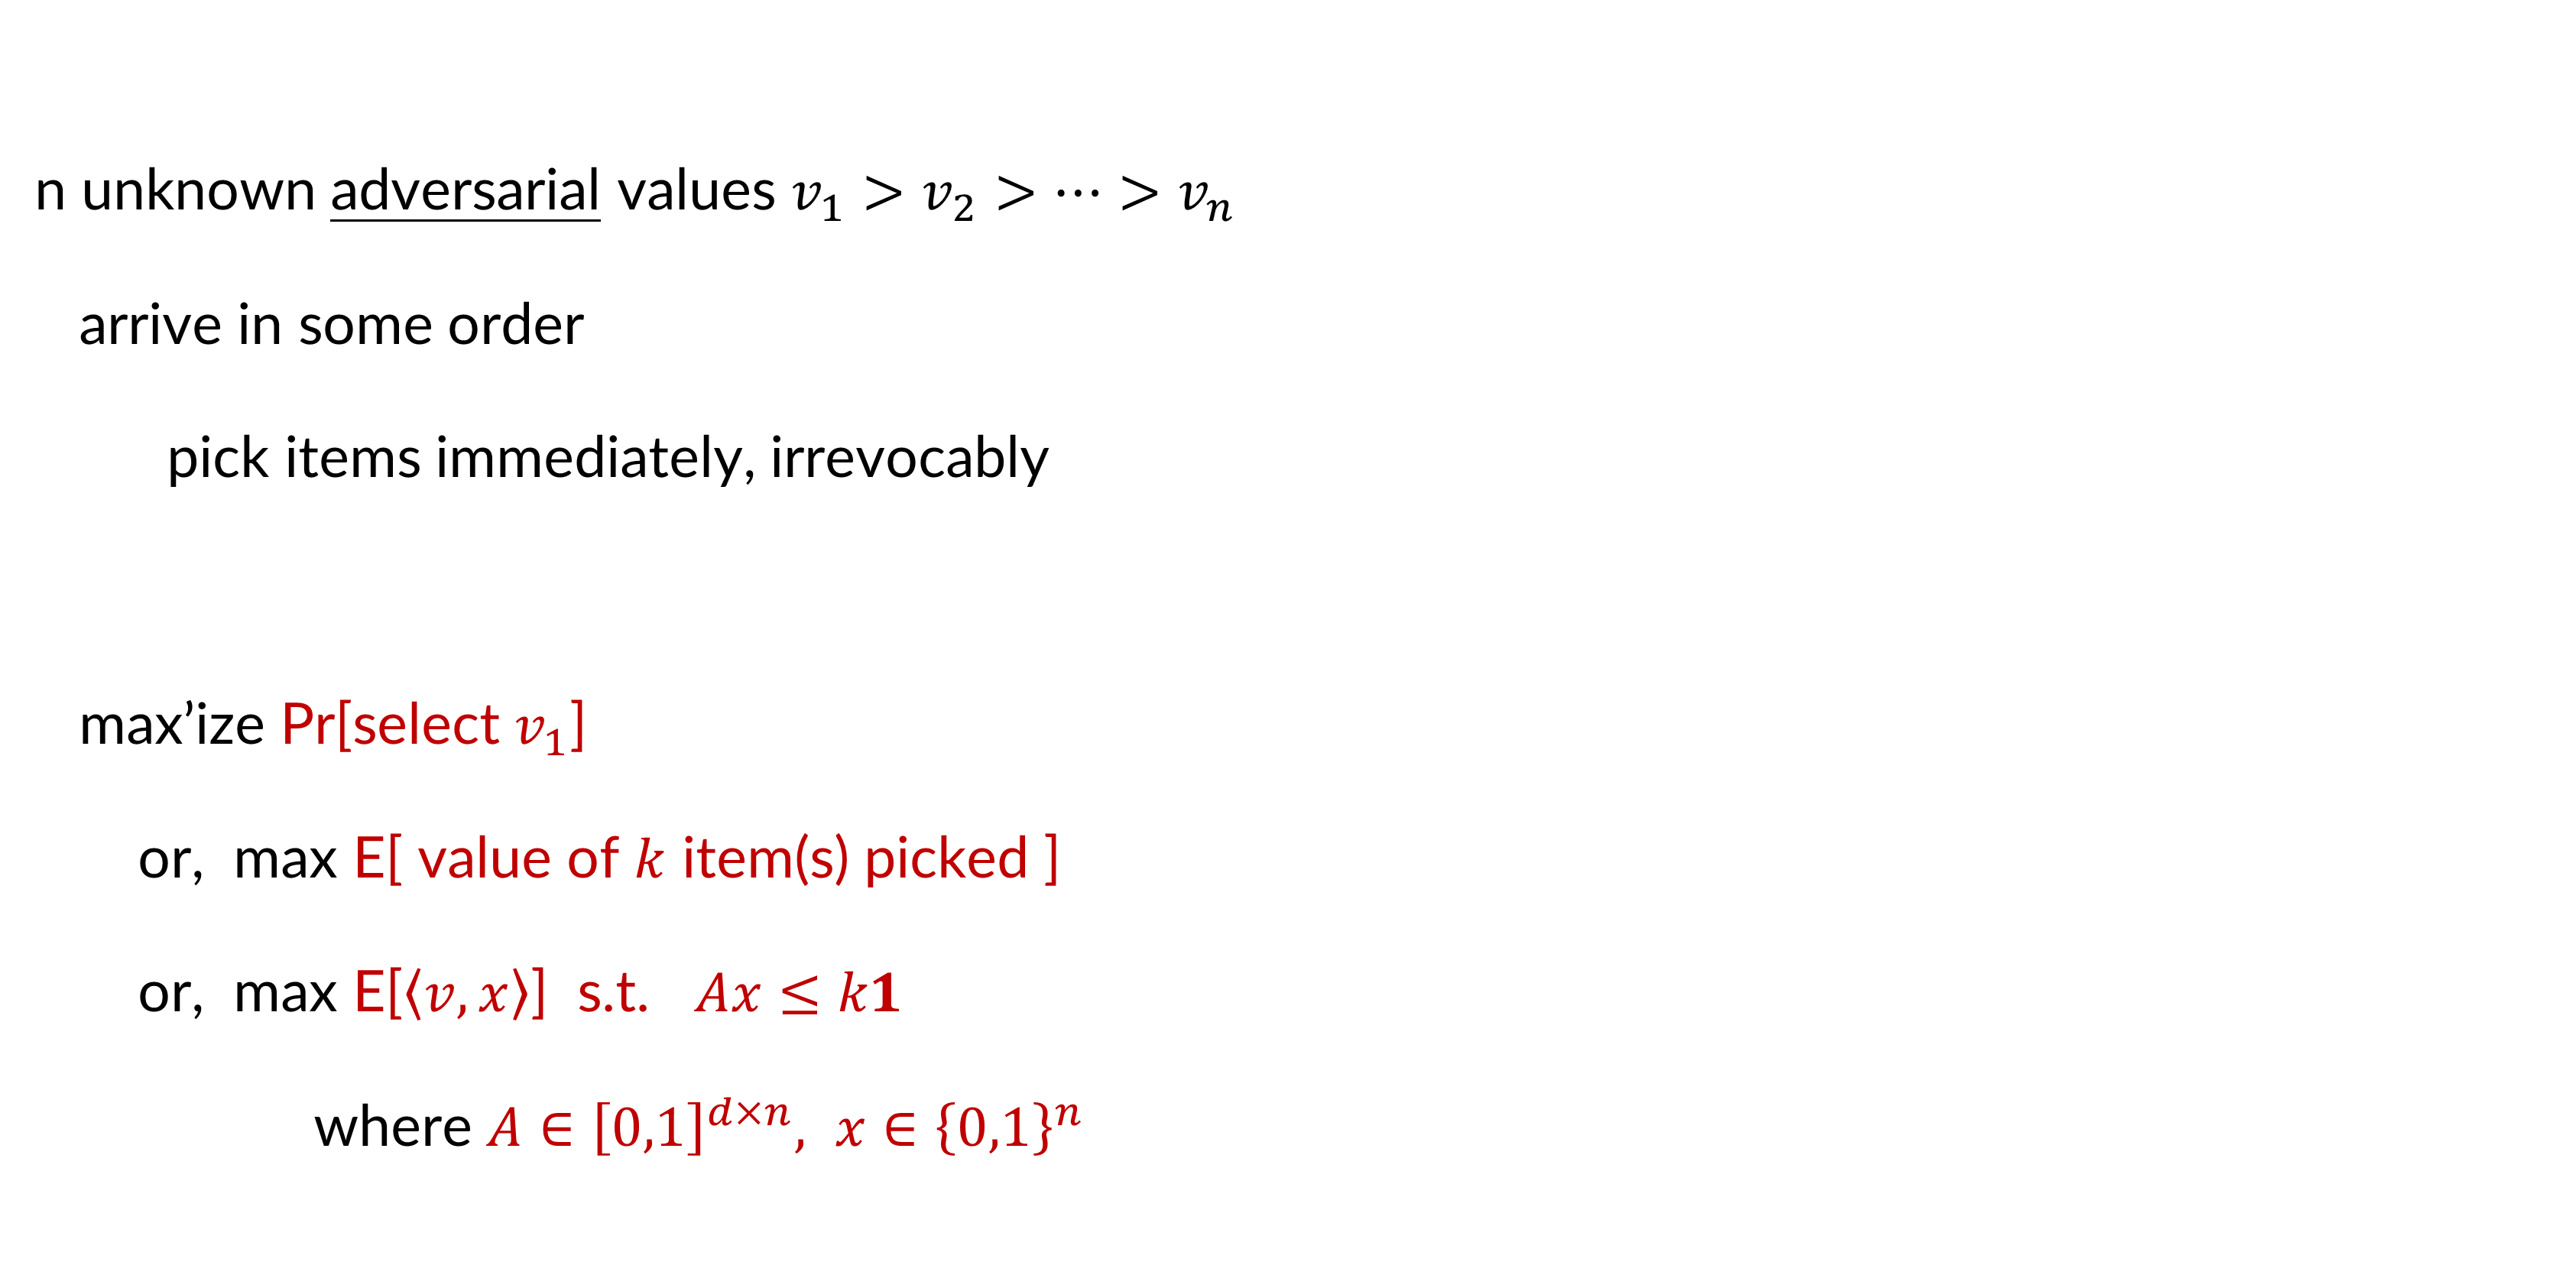 n unknown adversarial values 𝑣₁ > 𝑣₂ > ⋯ > 𝑣ₙ
arrive in some order
pick items immediately, irrevocably
max’ize Pr[select 𝑣₁]
or, max E[ value of 𝑘 item(s) picked ]
or, max E[⟨𝑣, 𝑥⟩] s.t. 𝐴𝑥 ≤ 𝑘𝟏
where 𝐴 ∈ [0,1]^{𝑑×𝑛}, 𝑥 ∈ {0,1}^𝑛